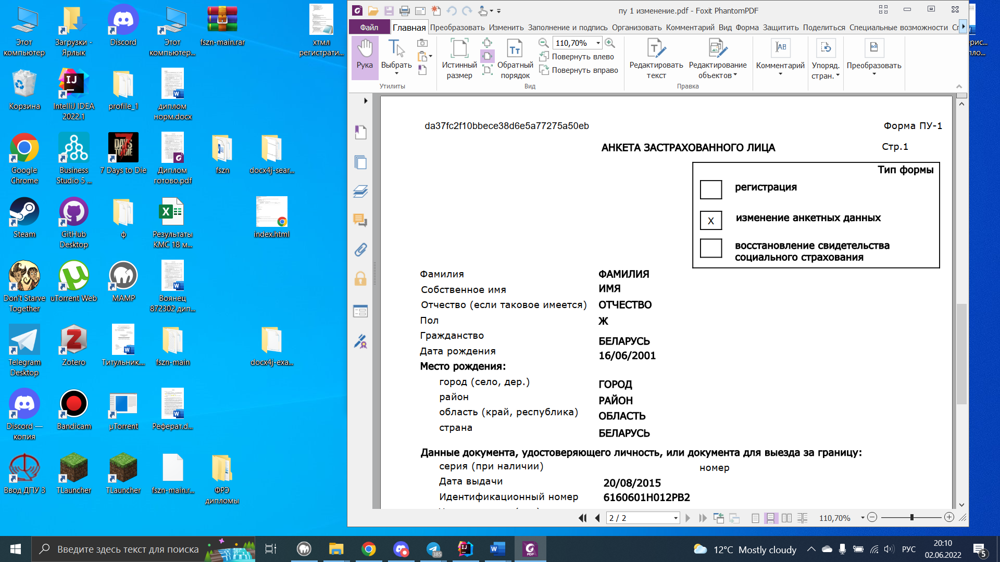 Этот компьютер
Загрузки - Ярлык
Discord
Этот компьютер...
fszn-main.rar
хтмл регистрати...
Корзина
IntelliJ IDEA 2022.1
profile_1
диплом норм.docx
Google Chrome
Business Studio 5 ...
7 Days to Die
Диплом готово.pdf
fszn
docx4j-sear...
Steam
GitHub Desktop
ф
Результаты КМС 18 м...
index.html
Don't Starve Together
uTorrent Web
MAMP
Воянец 872302 дип...
Telegram Desktop
Zotero
Титульник....
fszn-main
docx4j-exa...
Discord — копия
Bandicam
µTorrent
Реферат.d...
Ввод ДПУ 3
TLauncher
TLauncher
fszn-main.r...
ФРЭ дипломы
пу 1 изменение.pdf - Foxit PhantomPDF
Файл Главная Преобразовать Изменить Заполнение и подпись Организовать Комментарий Вид Форма Защитить Поделиться Специальные возможности
Рука
Выбрать
Утилиты
Истинный размер
Обратный порядок
110,70%
Повернуть влево
Повернуть вправо
Вид
Редактировать текст
Редактирование объектов
Правка
Комментарий
Упоряд. стран.
Преобразовать
da37fc2f10bbece38d6e5a77275a50eb
Форма ПУ-1
АНКЕТА ЗАСТРАХОВАННОГО ЛИЦА
Стр.1
Тип формы
регистрация
X изменение анкетных данных
восстановление свидетельства
социального страхования
Фамилия ФАМИЛИЯ
Собственное имя ИМЯ
Отчество (если таковое имеется) ОТЧЕСТВО
Пол Ж
Гражданство БЕЛАРУСЬ
Дата рождения 16/06/2001
Место рождения:
город (село, дер.) ГОРОД
район РАЙОН
область (край, республика) ОБЛАСТЬ
страна БЕЛАРУСЬ
Данные документа, удостоверяющего личность, или документа для выезда за границу:
серия (при наличии) номер
Дата выдачи 20/08/2015
Идентификационный номер 6160601H012PB2
2 / 2
110,70%
Введите здесь текст для поиска
385
12°C Mostly cloudy
РУС
20:10
02.06.2022
5